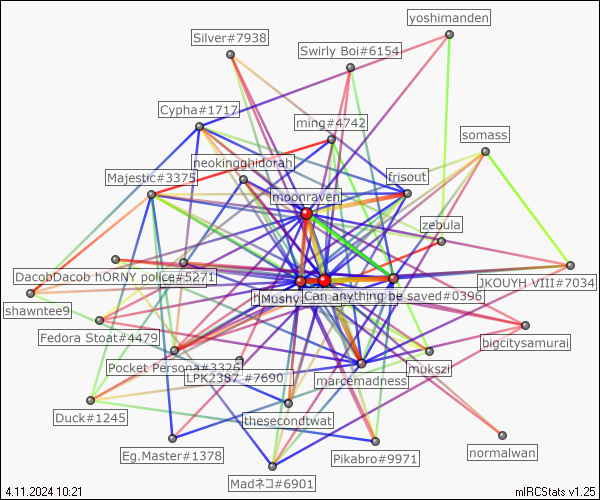 yoshimanden
Silver#7938
Swirly Boi#6154
Cypha#1717
ming#4742
somass
neokingghidorah
Majestic#3375
frisout
moonraven
zebula
DacobDacob hORNY police#5271
JKOUYH VIII#7034
Mushy
Can anything be saved#0396
shawntee9
Fedora Stoat#4479
bigcitysamurai
Pocket Persona#3326
mukszi
LPK2387 #7690
marcemadness
Duck#1245
thesecondtwat
normalwan
Eg.Master#1378
Pikabro#9971
Madネコ#6901
4.11.2024 10:21
mIRCStats v1.25